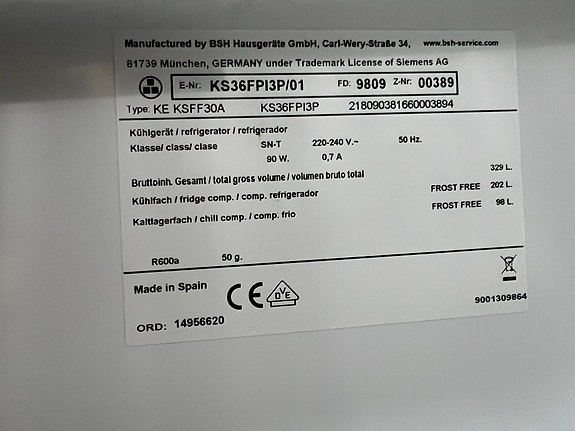 Manufactured by BSH Hausgeräte GmbH, Carl-Wery-Straße 34, www.bsh-service.com
81739 München, GERMANY under Trademark License of Siemens AG
E-Nr: KS36FPI3P/01 FD: 9809 Z-Nr: 00389
Type: KE KSFF30A KS36FPI3P 218090381660003894
Kühlgerät / refrigerator / refrigerador
Klasse/ class/ clase SN-T 220-240 V.~ 50 Hz.
90 W. 0,7 A
Bruttoinh. Gesamt / total gross volume / volumen bruto total 329 L.
Kühlfach / fridge comp. / comp. refrigerador FROST FREE 202 L.
Kaltlagerfach / chill comp. / comp. frio FROST FREE 98 L.
R600a 50 g.
Made in Spain CE DVE
9001309864
ORD: 14956620